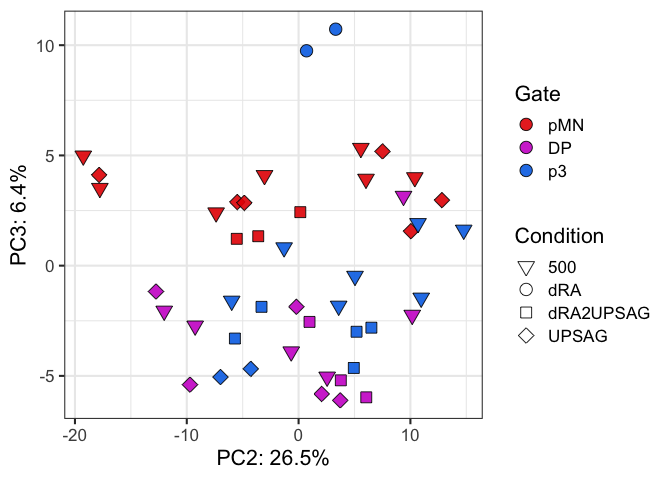 10
5
0
-5
-20
-10
0
10
PC3: 6.4%
PC2: 26.5%
Gate
pMN
DP
p3
Condition
500
dRA
dRA2UPSAG
UPSAG